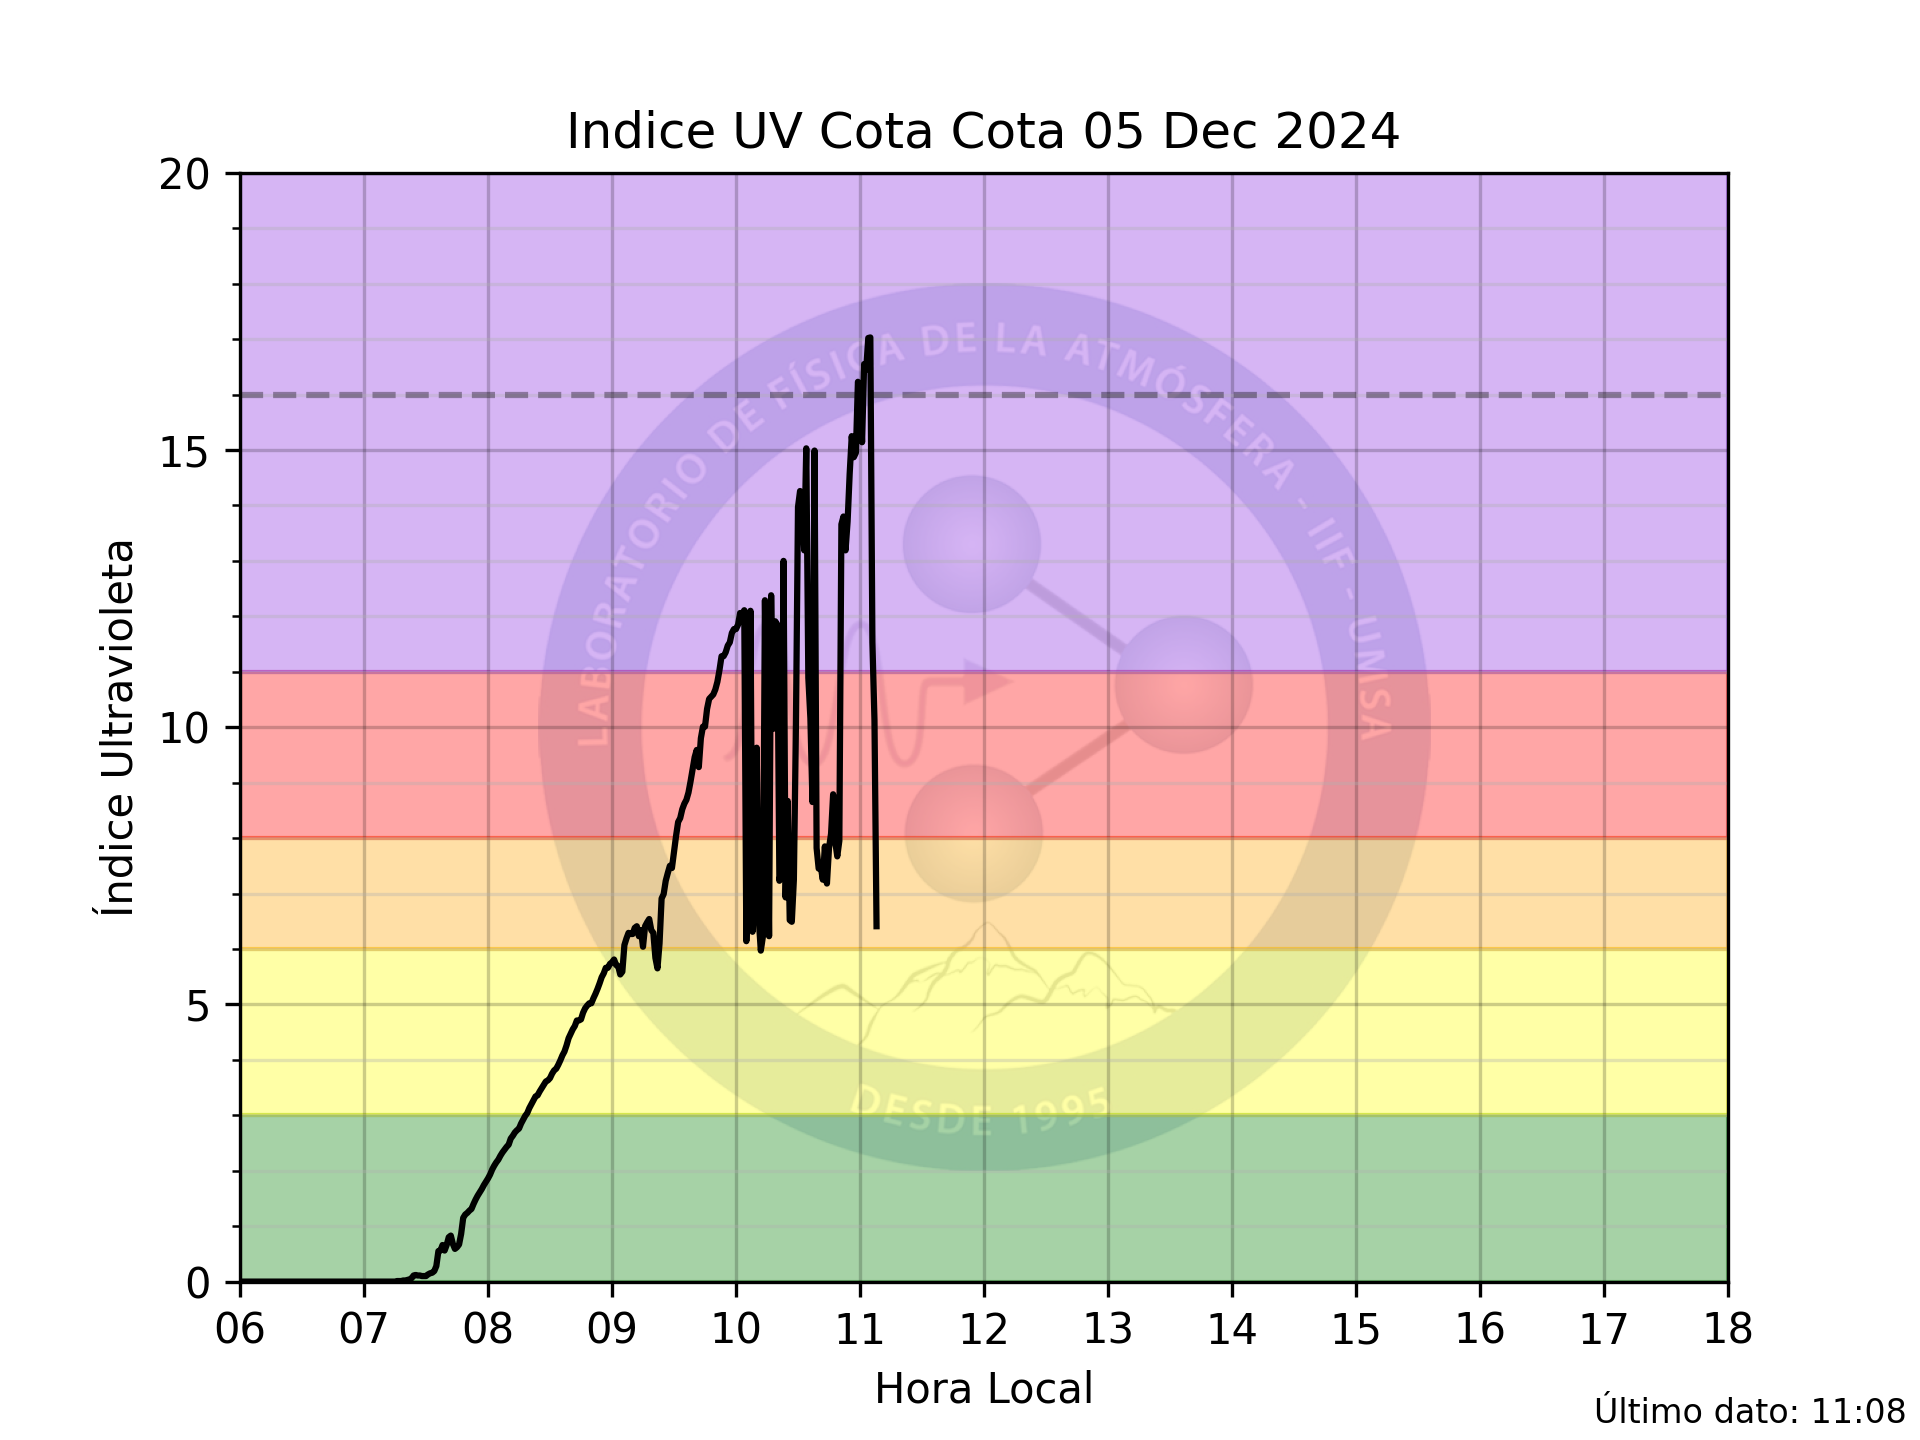 Indice UV Cota Cota 05 Dec 2024
20
15
10
5
0
Índice Ultravioleta
LABORATORIO DE FÍSICA DE LA ATMÓSFERA - IIF - UMSA
DESDE 1995
06 07 08 09 10 11 12 13 14 15 16 17 18
Hora Local
Último dato: 11:08